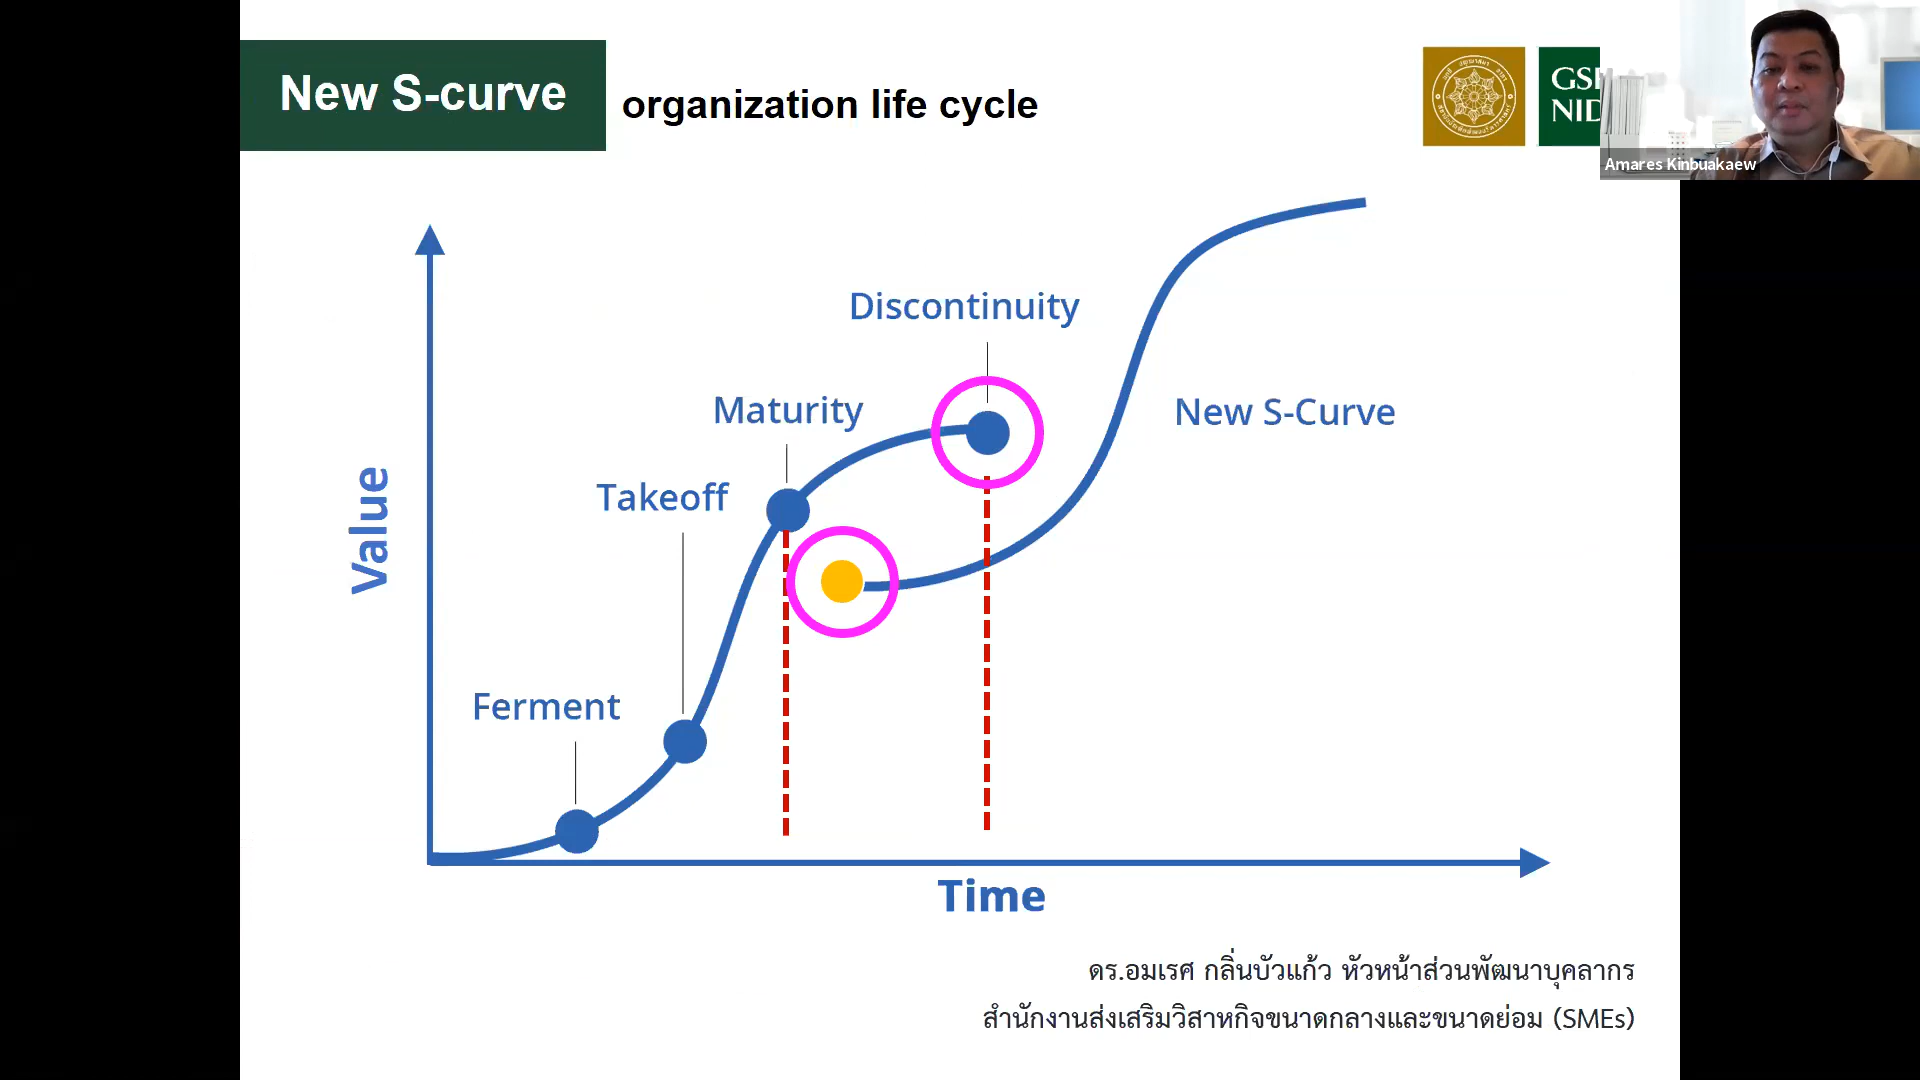 New S-curve
organization life cycle
GSP
NID
Amares Kinbuakaew
Discontinuity
Maturity
New S-Curve
Takeoff
Value
Ferment
Time
ดร.อมเรศ กลิ่นบัวแก้ว หัวหน้าส่วนพัฒนาบุคลากร
สำนักงานส่งเสริมวิสาหกิจขนาดกลางและขนาดย่อม (SMEs)